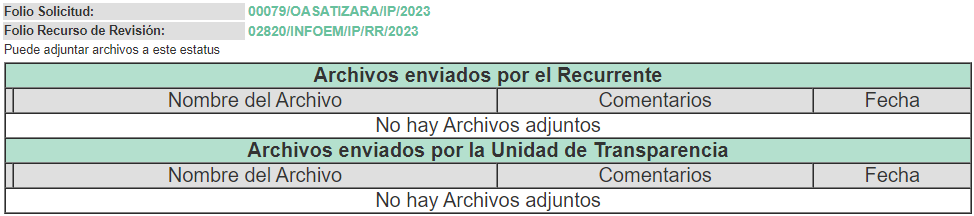 Folio Solicitud: 00079/OASATIZARA/IP/2023
Folio Recurso de Revisión: 02820/INFOEM/IP/RR/2023
Puede adjuntar archivos a este estatus
Archivos enviados por el Recurrente
Nombre del Archivo Comentarios Fecha
No hay Archivos adjuntos
Archivos enviados por la Unidad de Transparencia
Nombre del Archivo Comentarios Fecha
No hay Archivos adjuntos